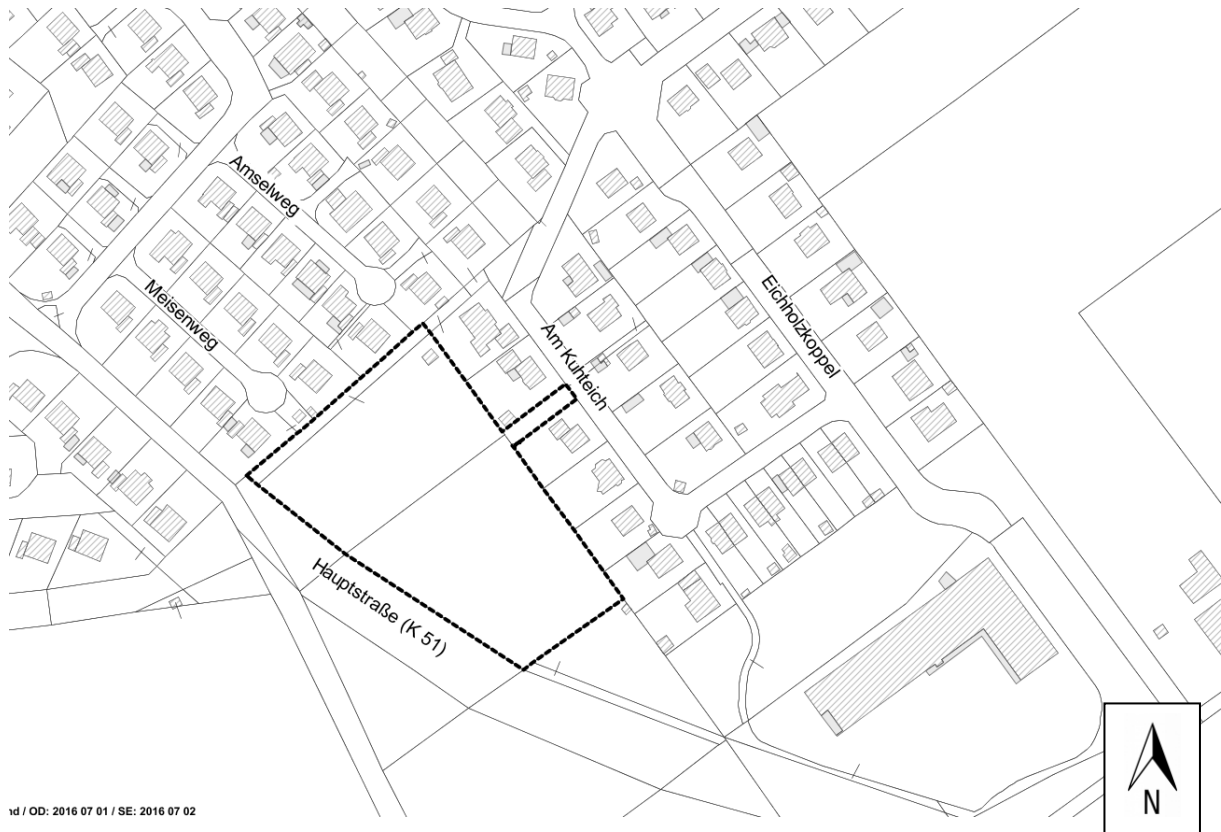 Amselweg
Meisenweg
Am Kuhteich
Eichholzkoppel
Hauptstraße (K 51)
/ OD: 2016 07 01 / SE: 2016 07 02
N